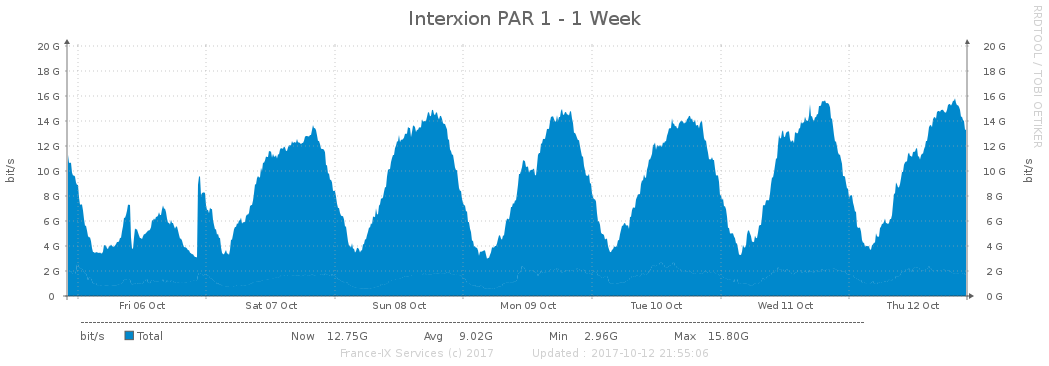 Interxion PAR 1 - 1 Week
RRDTOOL / TOBI OETIKER
bit/s
20 G
18 G
16 G
14 G
12 G
10 G
8 G
6 G
4 G
2 G
0
20 G
18 G
16 G
14 G
12 G
10 G
8 G
6 G
4 G
2 G
0 G
bit/s
Fri 06 Oct Sat 07 Oct Sun 08 Oct Mon 09 Oct Tue 10 Oct Wed 11 Oct Thu 12 Oct
bit/s Total Now 12.75G Avg 9.02G Min 2.96G Max 15.80G
France-IX Services (c) 2017 Updated : 2017-10-12 21:55:06